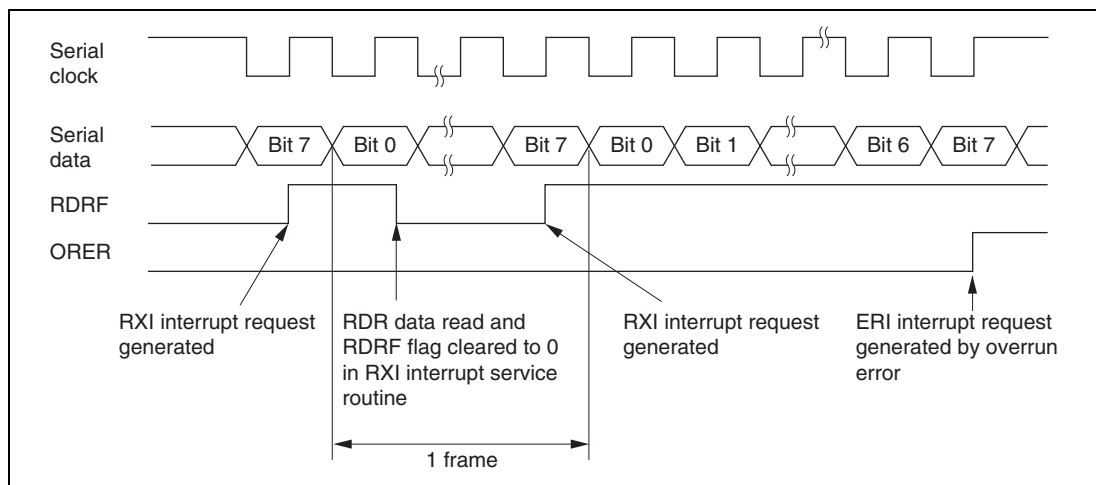 Serial
clock
Serial
data
Bit 7
Bit 0
Bit 7
Bit 0
Bit 1
Bit 6
Bit 7
RDRF
ORER
RXI interrupt request
generated
RDR data read and
RDRF flag cleared to 0
in RXI interrupt service
routine
RXI interrupt request
generated
ERI interrupt request
generated by overrun
error
1 frame